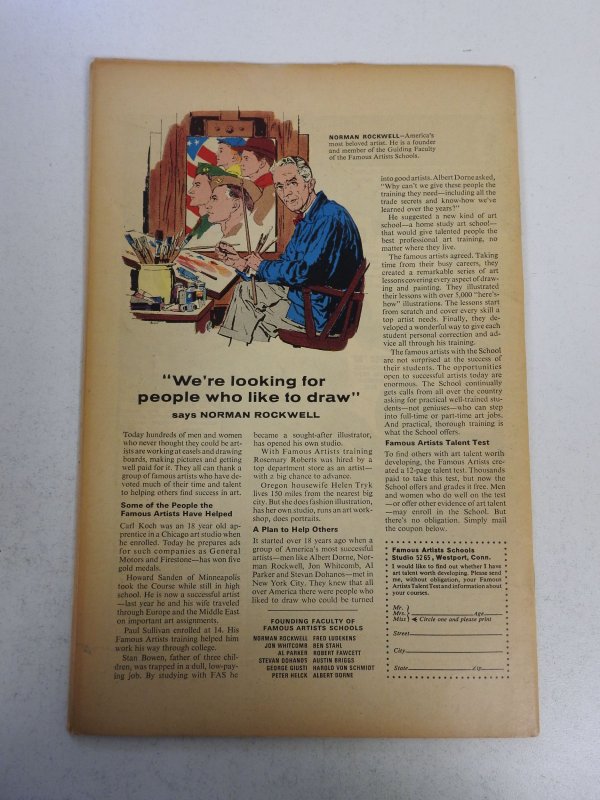 NORMAN ROCKWELL—America's
most beloved artist. He is a founder
and member of the Guiding Faculty
of the Famous Artists Schools.
"We're looking for
people who like to draw"
says NORMAN ROCKWELL
Today hundreds of men and women
who never thought they could be art-
ists are working at easels and drawing
boards, making pictures and getting
well paid for it. They all can thank a
group of famous artists who have de-
voted much of their time and talent
to helping others find success in art.
Some of the People the
Famous Artists Have Helped
Carl Koch was an 18 year old ap-
prentice in a Chicago art studio when
he enrolled. Today he prepares ads
for such companies as General
Motors and Firestone—has won five
gold medals.
Howard Sanden of Minneapolis
took the Course while still in high
school. He is now a successful artist
—last year he and his wife traveled
through Europe and the Middle East
on important art assignments.
Paul Sullivan enrolled at 14. His
Famous Artists training helped him
work his way through college.
Stan Bowen, father of three chil-
dren, was trapped in a dull, low-pay-
ing job. By studying with FAS he
became a sought-after illustrator,
has opened his own studio.
With Famous Artists training
Rosemary Roberts was hired by a
top department store as an artist—
with a big chance to advance.
Oregon housewife Helen Tryk
lives 150 miles from the nearest big
city. But she does fashion illustration,
has her own studio, runs an art work-
shop, does portraits.
A Plan to Help Others
It started over 18 years ago when a
group of America's most successful
artists—men like Albert Dorne, Nor-
man Rockwell, Jon Whitcomb, Al
Parker and Stevan Dohanos—met in
New York City. They knew that all
over America there were people who
liked to draw who could be turned
FOUNDING FACULTY OF
FAMOUS ARTISTS SCHOOLS
NORMAN ROCKWELL FRED LUDEKENS
JON WHITCOMB BEN STAHL
AL PARKER ROBERT FAWCETT
STEVAN DOHANOS AUSTIN BRIGGS
GEORGE GIUSTI HAROLD VON SCHMIDT
PETER HELCK ALBERT DORNE
into good artists. Albert Dorne asked,
"Why can't we give these people the
training they need—including all the
trade secrets and know-how we've
learned over the years?"
He suggested a new kind of art
school—a home study art school—
that would give talented people the
best professional art training, no
matter where they live.
The famous artists agreed. Taking
time from their busy careers, they
created a remarkable series of art
lessons covering every aspect of draw-
ing and painting. They illustrated
their lessons with over 5,000 "here's-
how" illustrations. The lessons start
from scratch and cover every skill a
top artist needs. Finally, they de-
veloped a wonderful way to give each
student personal correction and ad-
vice all through his training.
The famous artists with the School
are not surprised at the success of
their students. The opportunities
open to successful artists today are
enormous. The School continually
gets calls from all over the country
asking for practical well-trained stu-
dents—not geniuses—who can step
into full-time or part-time art jobs.
And practical, thorough training is
what the School offers.
Famous Artists Talent Test
To find others with art talent worth
developing, the Famous Artists cre-
ated a 12-page talent test. Thousands
paid to take this test, but now the
School offers and grades it free. Men
and women who do well on the test
—or offer other evidence of art talent
—may enroll in the School. But
there's no obligation. Simply mail
the coupon below.
Famous Artists Schools
Studio 5265, Westport, Conn.
I would like to find out whether I have
art talent worth developing. Please send
me, without obligation, your Famous
Artists Talent Test and information about
your courses.
Mr.
Mrs. Age
Miss Circle one and please print
Street
City
State Zip